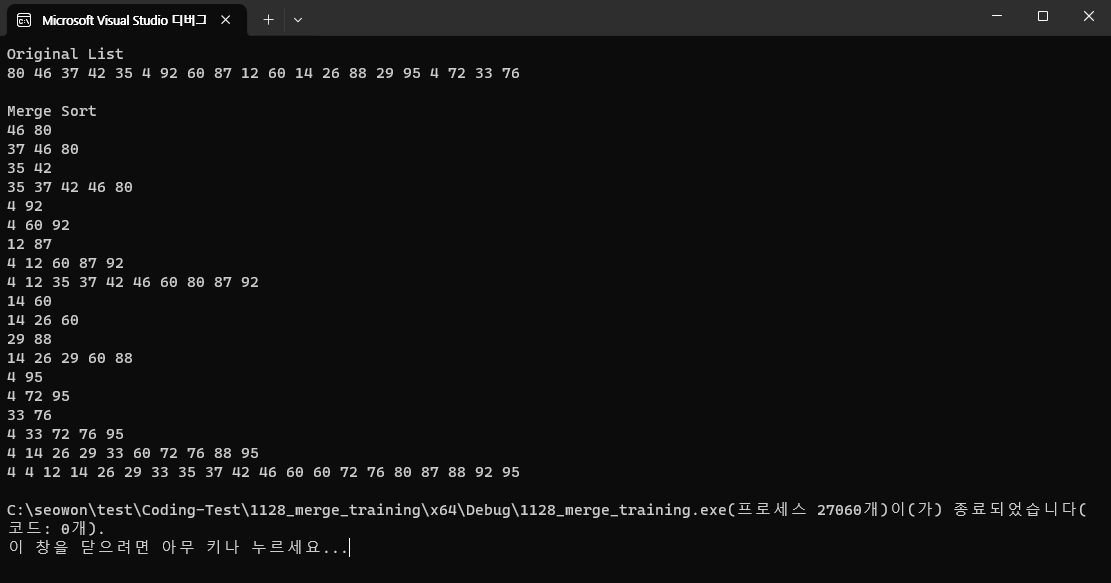 Microsoft Visual Studio 디버그
Original List
80 46 37 42 35 4 92 60 87 12 60 14 26 88 29 95 4 72 33 76
Merge Sort
46 80
37 46 80
35 42
35 37 42 46 80
4 92
4 60 92
12 87
4 12 60 87 92
4 12 35 37 42 46 60 80 87 92
14 60
14 26 60
29 88
14 26 29 60 88
4 95
4 72 95
33 76
4 33 72 76 95
4 14 26 29 33 60 72 76 88 95
4 4 12 14 26 29 33 35 37 42 46 60 60 72 76 80 87 88 92 95
C:\seowon\test\Coding-Test\1128_merge_training\x64\Debug\1128_merge_training.exe(프로세스 27060개)이(가) 종료되었습니다(
코드: 0개).
이 창을 닫으려면 아무 키나 누르세요...